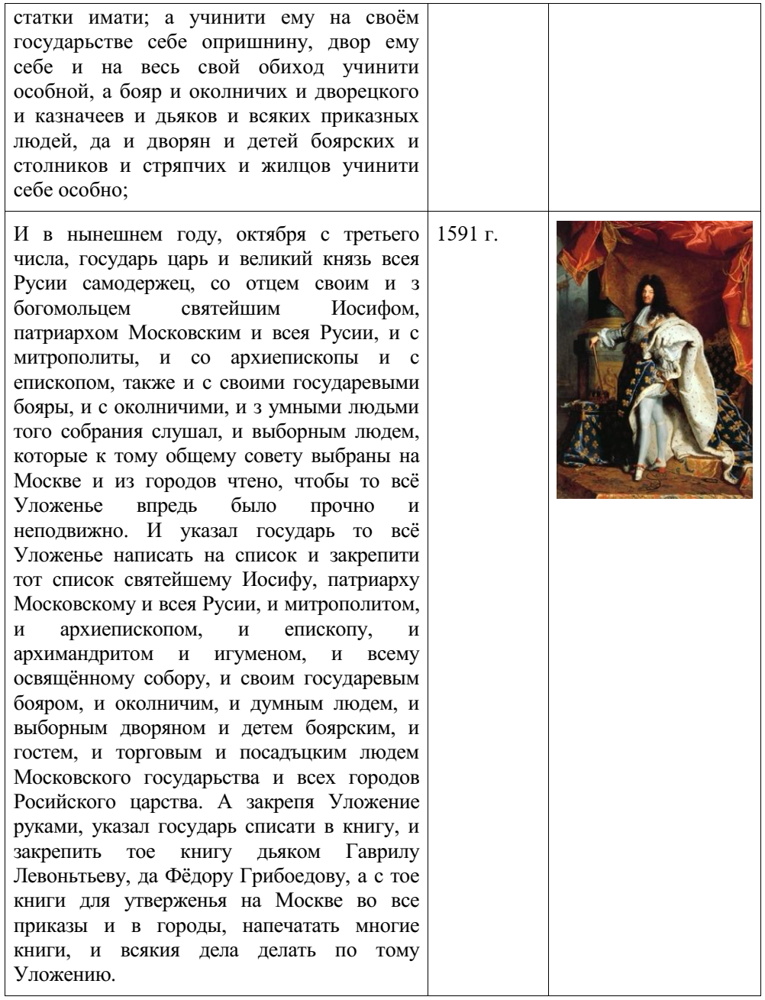 статки имати; а учинити ему на своём
государьстве себе опришнину, двор ему
себе и на весь свой обиход учинити
особной, а бояр и околничих и дворецкого
и казначеев и дьяков и всяких приказных
людей, да и дворян и детей боярских и
столников и стряпчих и жилцов учинити
себе особно;
И в нынешнем году, октября с третьего
числа, государь царь и великий князь всея
Русии самодержец, со отцем своим и з
богомольцем святейшим Иосифом,
патриархом Московским и всея Русии, и с
митрополиты, и со архиепископы и с
епископом, также и с своими государевыми
бояры, и с околничими, и з умными людьми
того собрания слушал, и выборным людем,
которые к тому общему совету выбраны на
Москве и из городов чтено, чтобы то всё
Уложенье впредь было прочно и
неподвижно. И указал государь то всё
Уложенье написать на список и закрепити
тот список святейшему Иосифу, патриарху
Московскому и всея Русии, и митрополитом,
и архиепископом, и епископу, и
архимандритом и игуменом, и всему
освящённому собору, и своим государевым
бояром, и околничим, и думным людем, и
выборным дворяном и детем боярским, и
гостем, и торговым и посадъцким людем
Московского государьства и всех городов
Росийского царства. А закрепя Уложение
руками, указал государь списати в книгу, и
закрепить тое книгу дьяком Гаврилу
Левоньтьеву, да Фёдору Грибоедову, а с тое
книги для утверженья на Москве во все
приказы и в городы, напечатать многие
книги, и всякия дела делать по тому
Уложению.
1591 г.